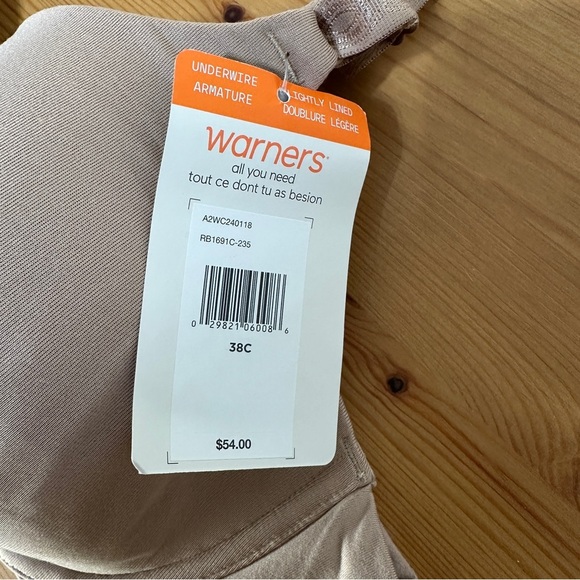 UNDERWIRE
ARMATURE
LIGHTLY LINED
DOUBLURE LÉGÈRE
warners
all you need
tout ce dont tu as besion
A2WC240118
RB1691C-235
0 29821 06008 6
38C
$54.00